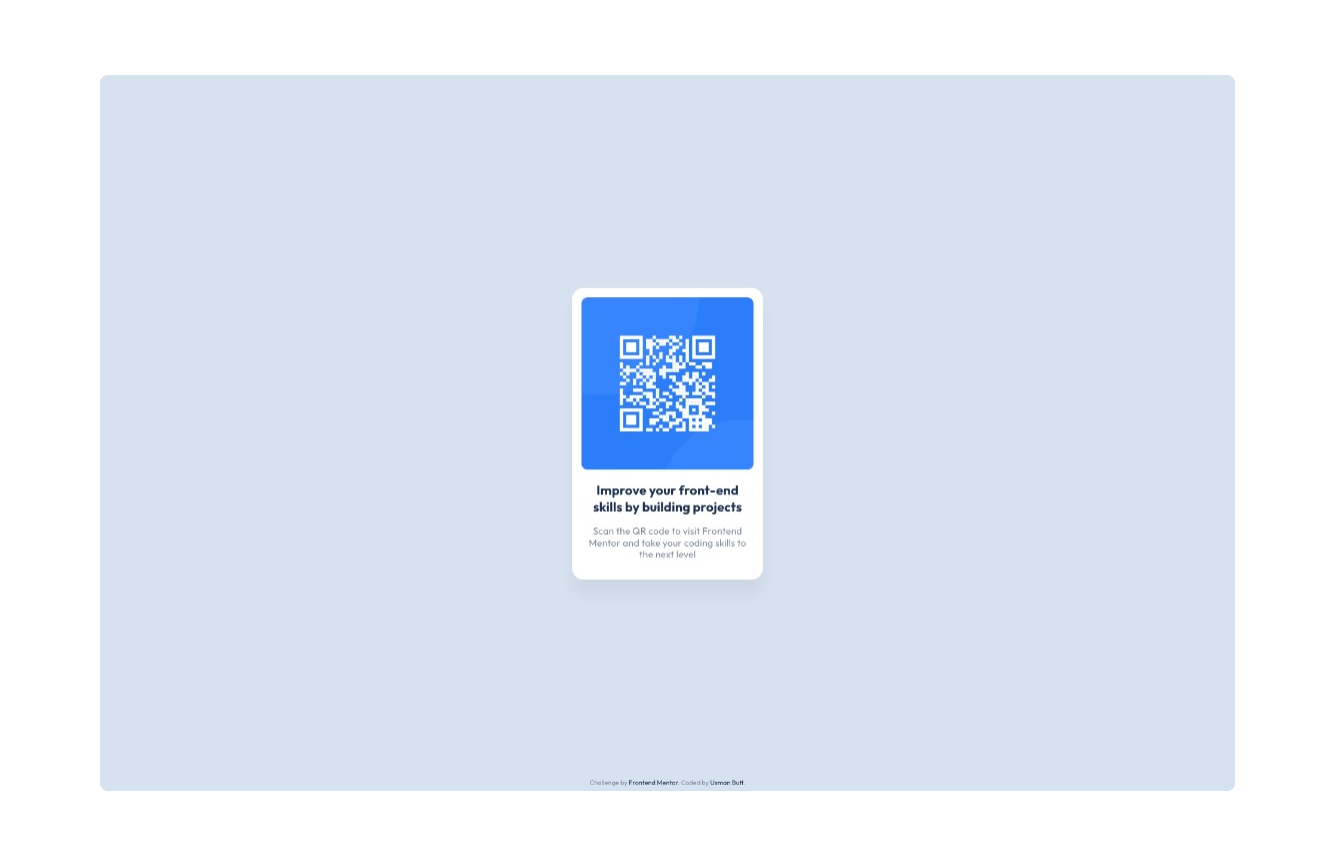 Improve your front-end
skills by building projects
Scan the QR code to visit Frontend
Mentor and take your coding skills to
the next level
Challenge by Frontend Mentor. Coded by Usman Butt.